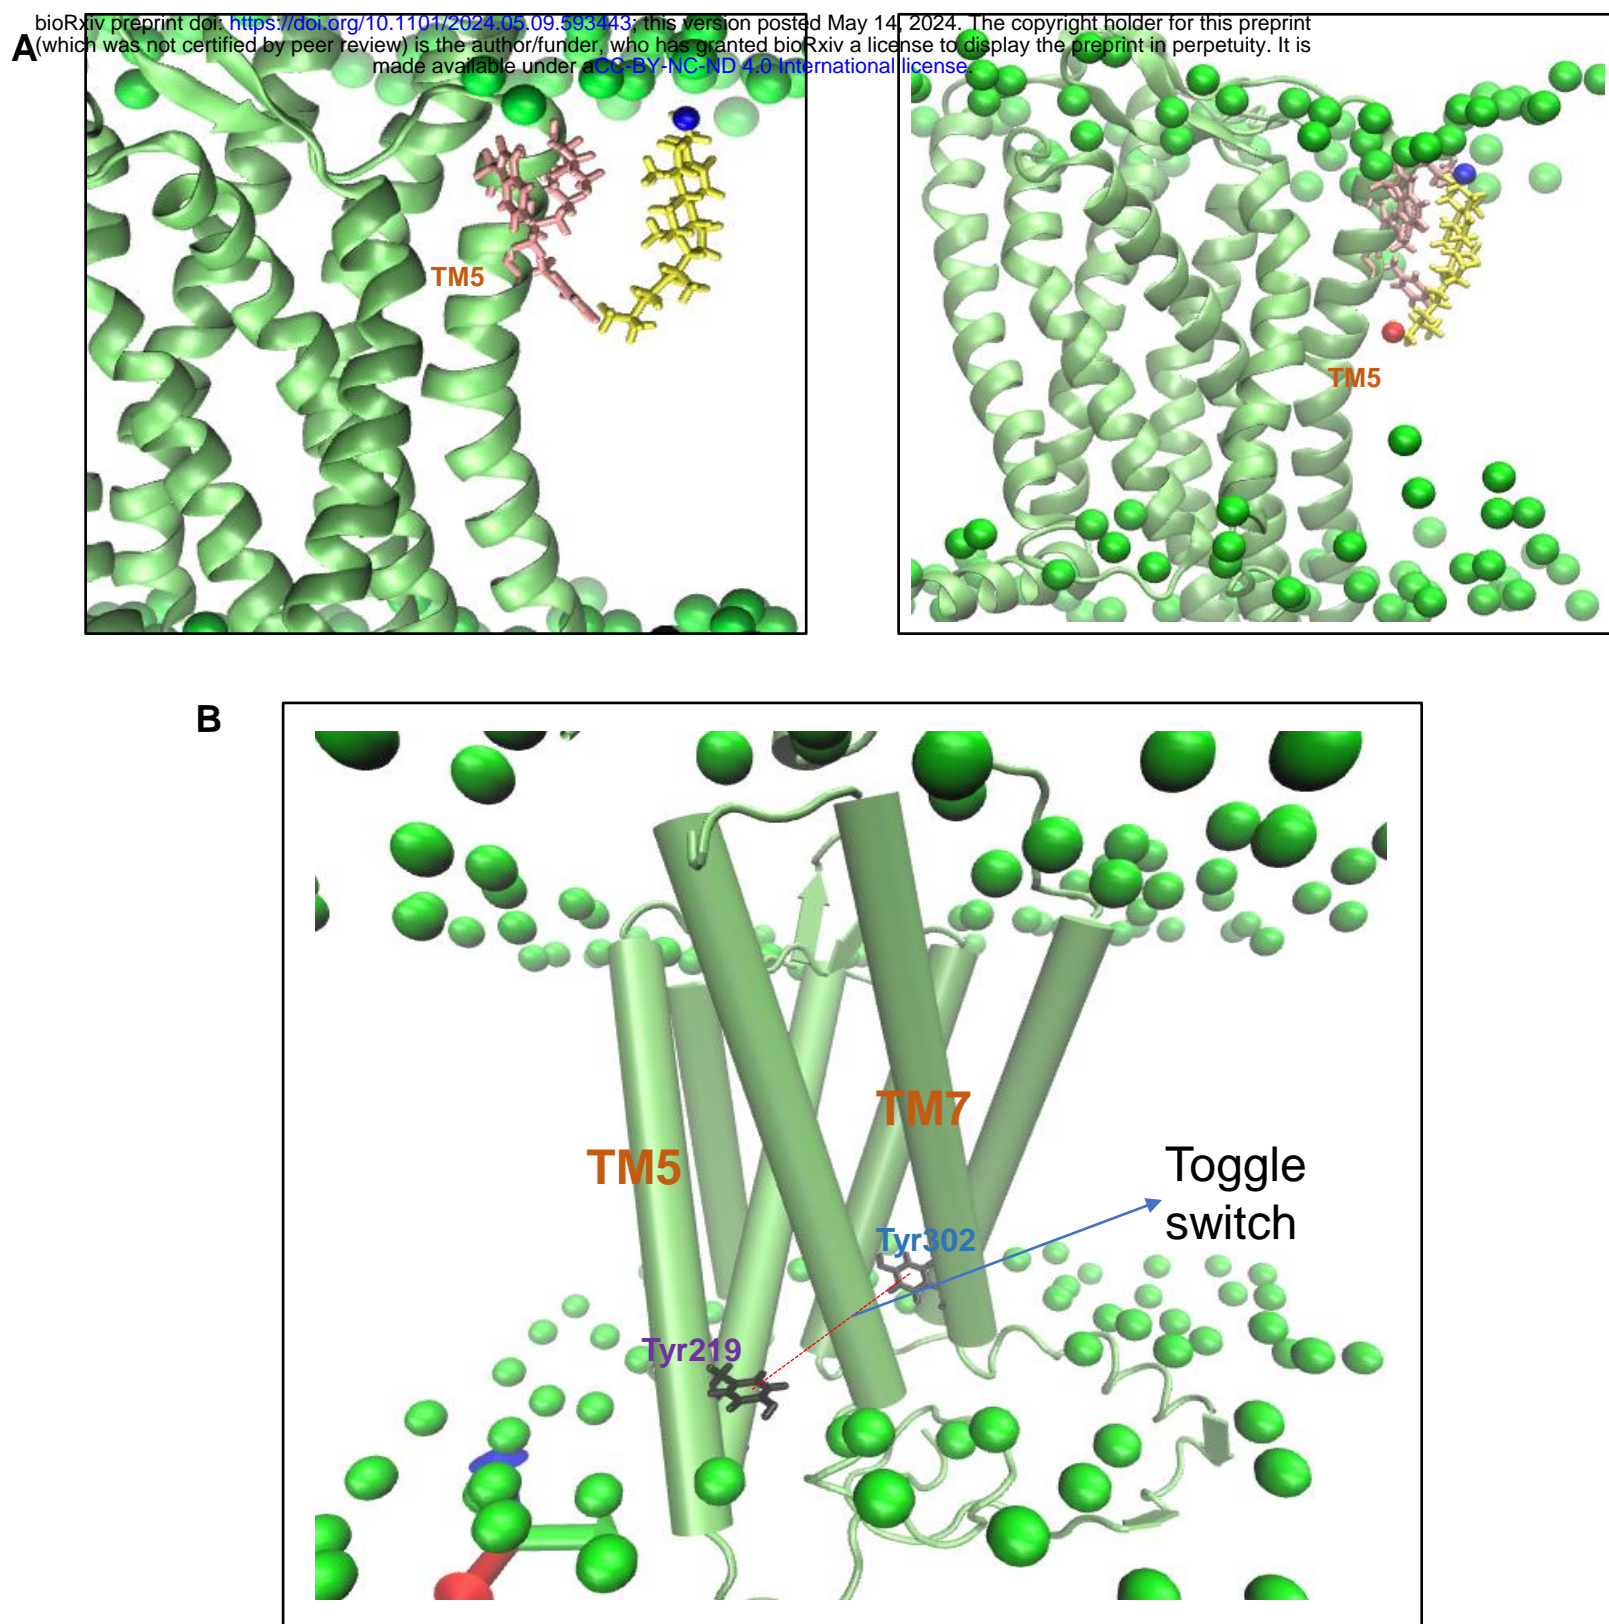 bioRxiv preprint doi: https://doi.org/10.1101/2024.05.09.593443; this version posted May 14, 2024. The copyright holder for this preprint
(which was not certified by peer review) is the author/funder, who has granted bioRxiv a license to display the preprint in perpetuity. It is
made available under aCC-BY-NC-ND 4.0 International license.
A
TM5
TM5
B
TM7
TM5
Toggle
switch
Tyr302
Tyr219